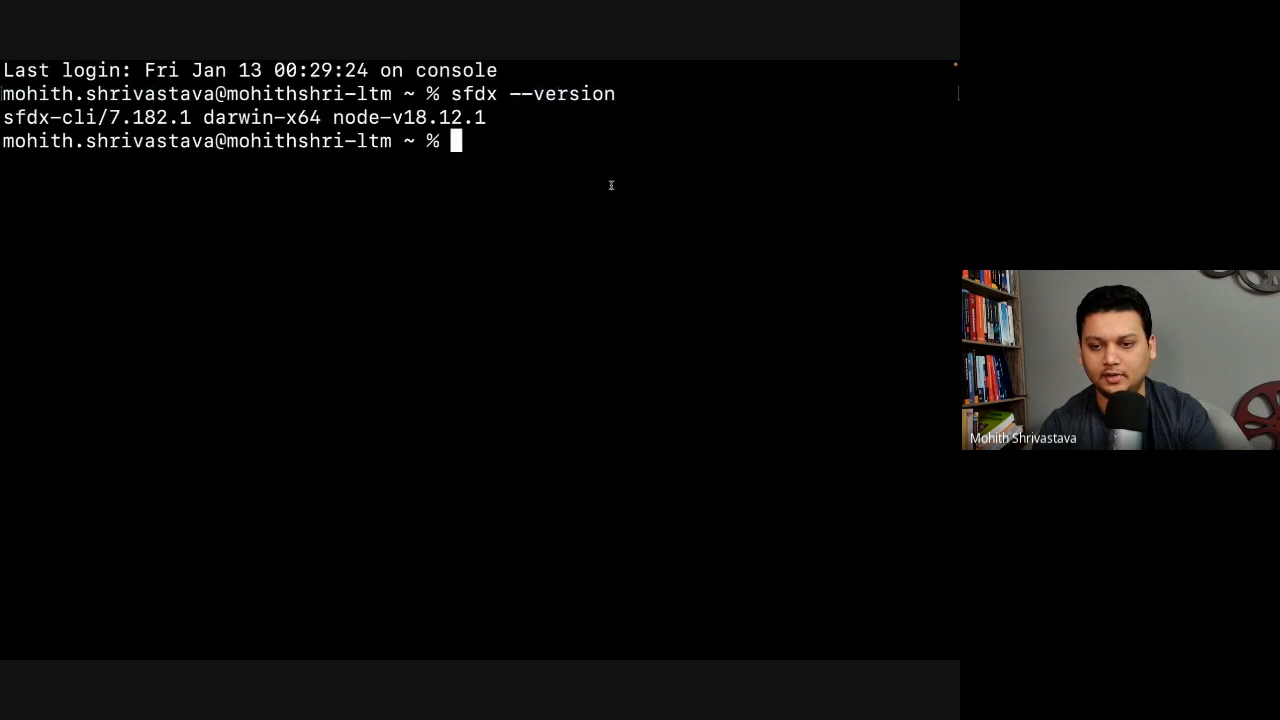 Last login: Fri Jan 13 00:29:24 on console
mohith.shrivastava@mohithshri-ltm ~ % sfdx --version
sfdx-cli/7.182.1 darwin-x64 node-v18.12.1
mohith.shrivastava@mohithshri-ltm ~ %
Mohith Shrivastava